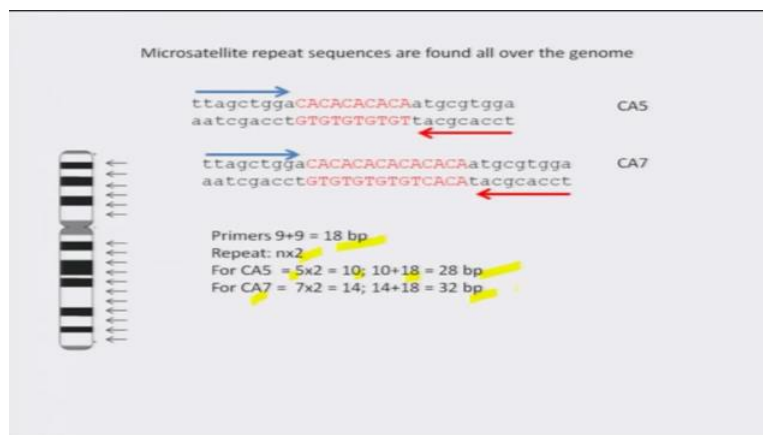 Microsatellite repeat sequences are found all over the genome
ttagctggaCACACACACAatgcgtgga CA5
aatcgacctGTGTGTGTGTtacgcacct
ttagctggaCACACACACACACAatgcgtgga CA7
aatcgacctGTGTGTGTGTCACAtacgcacct
Primers 9+9 = 18 bp
Repeat: nx2
For CA5 = 5x2 = 10; 10+18 = 28 bp
For CA7 = 7x2 = 14; 14+18 = 32 bp